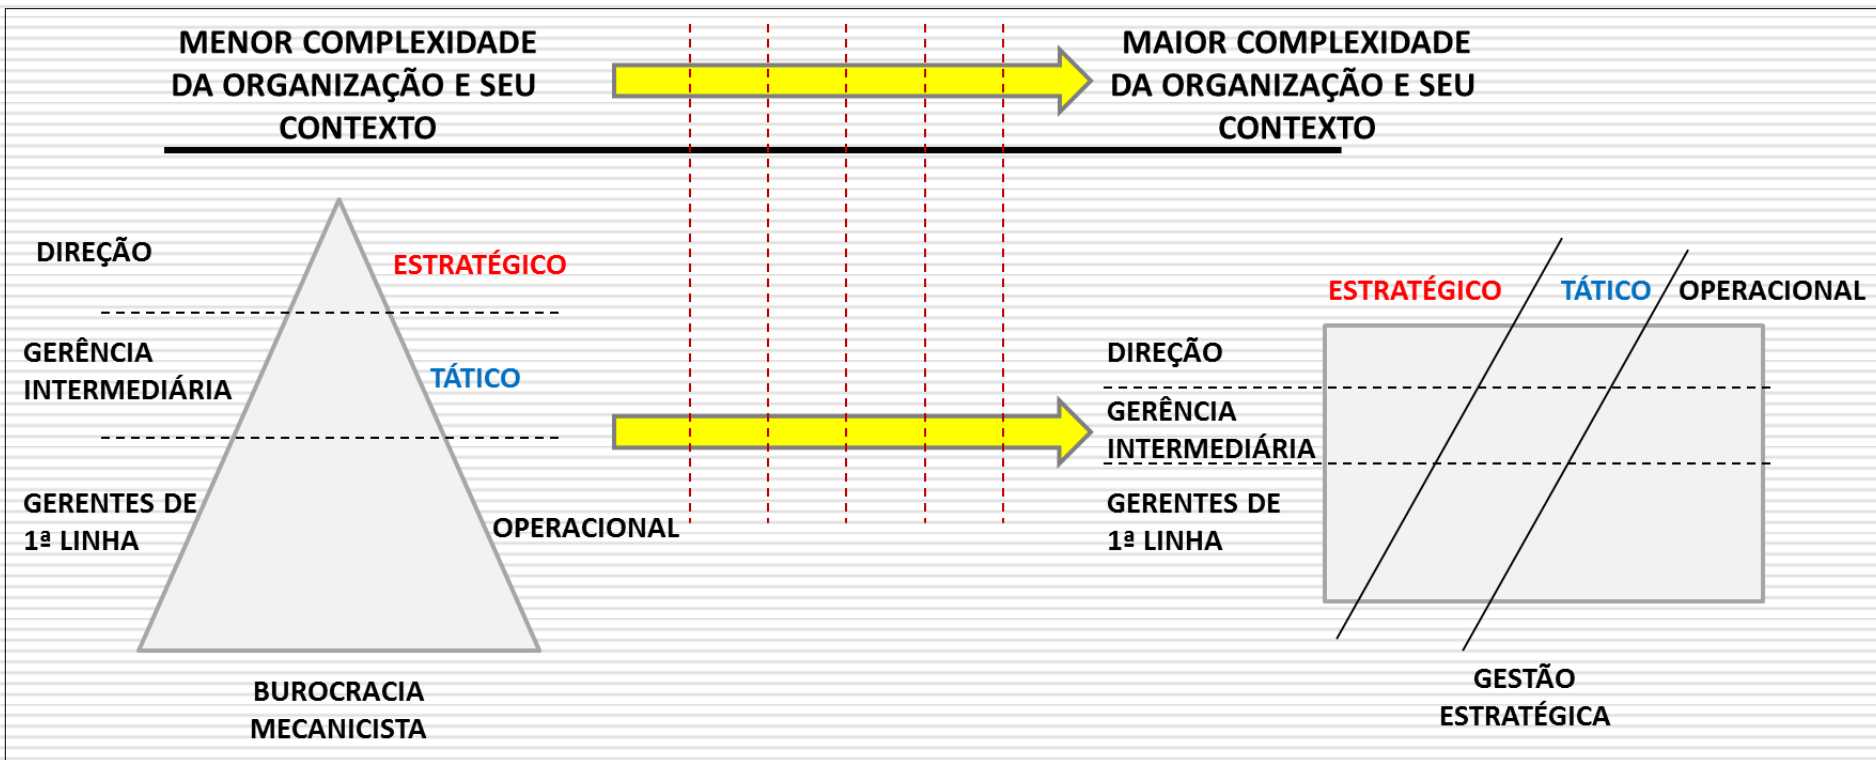 MENOR COMPLEXIDADE
DA ORGANIZAÇÃO E SEU
CONTEXTO
MAIOR COMPLEXIDADE
DA ORGANIZAÇÃO E SEU
CONTEXTO
DIREÇÃO
ESTRATÉGICO
GERÊNCIA
INTERMEDIÁRIA
TÁTICO
GERENTES DE
1ª LINHA
OPERACIONAL
BUROCRACIA
MECANICISTA
ESTRATÉGICO
TÁTICO
OPERACIONAL
DIREÇÃO
GERÊNCIA
INTERMEDIÁRIA
GERENTES DE
1ª LINHA
GESTÃO
ESTRATÉGICA